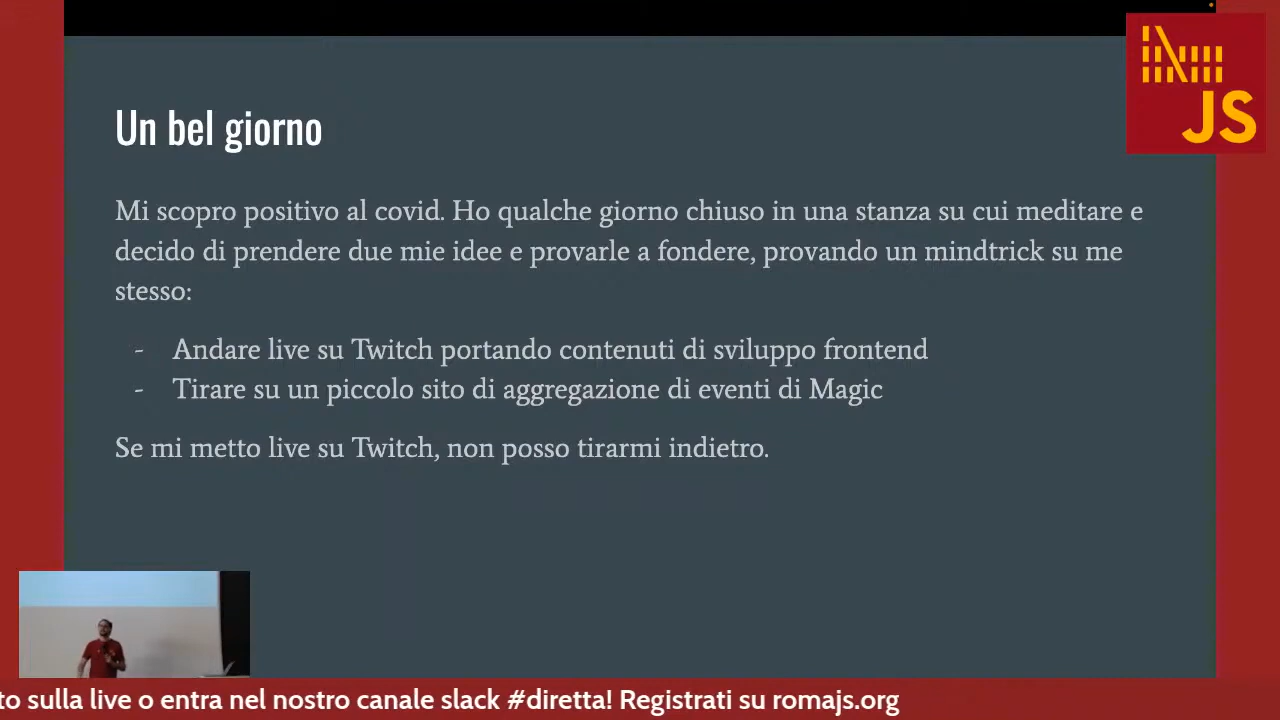 JS
Un bel giorno
Mi scopro positivo al covid. Ho qualche giorno chiuso in una stanza su cui meditare e
decido di prendere due mie idee e provarle a fondere, provando un mindtrick su me
stesso:
- Andare live su Twitch portando contenuti di sviluppo frontend
- Tirare su un piccolo sito di aggregazione di eventi di Magic
Se mi metto live su Twitch, non posso tirarmi indietro.
to sulla live o entra nel nostro canale slack #diretta! Registrati su romajs.org